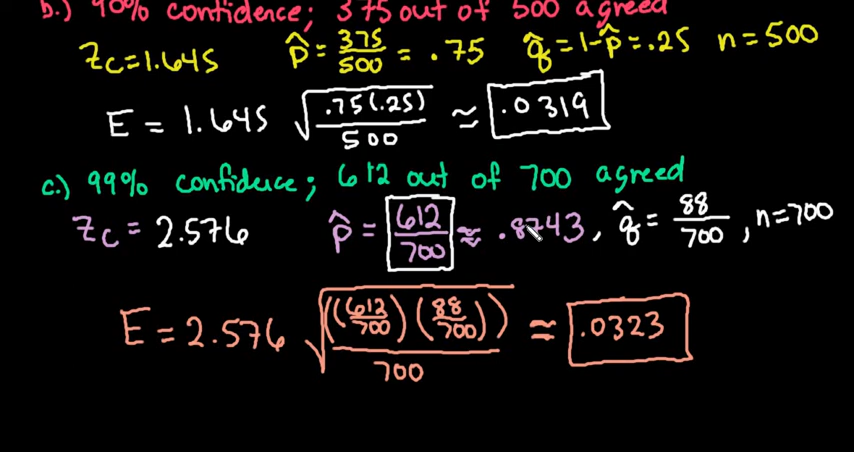 b.) 90% confidence; 375 out of 500 agreed
Zc=1.645 p̂ = 375/500 = .75 q̂ = 1-p̂ = .25 n=500
E = 1.645 √(.75(.25)/500) ≈ .0319
c.) 99% confidence; 612 out of 700 agreed
Zc = 2.576 p̂ = 612/700 ≈ .8743, q̂ = 88/700, n=700
E = 2.576 √(((612/700)(88/700))/700) ≈ .0323